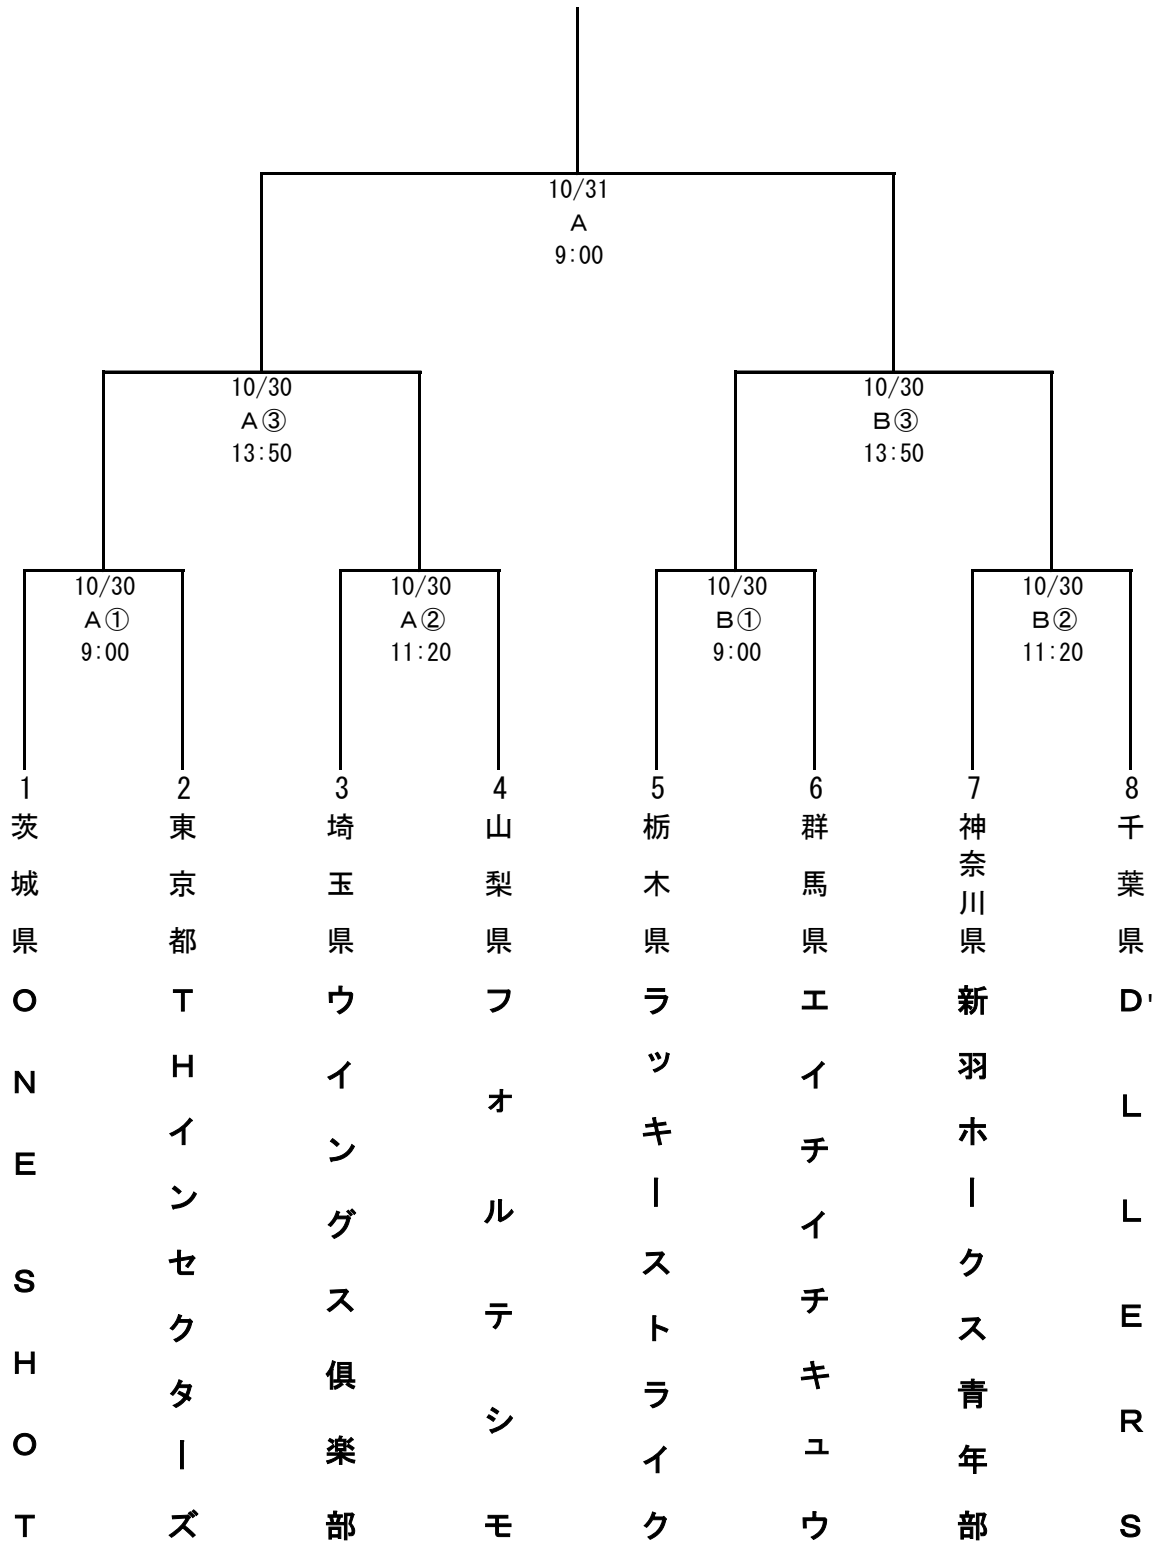 10/31
A
9:00
10/30
A③
13:50
10/30
B③
13:50
10/30
A①
9:00
10/30
A②
11:20
10/30
B①
9:00
10/30
B②
11:20
1
茨城県
ONE SHOT
2
東京都
THインセクターズ
3
埼玉県
ウイングス倶楽部
4
山梨県
フォルテシモ
5
栃木県
ラッキーストライク
6
群馬県
エイチイチキュウ
7
神奈川県
新羽ホークス青年部
8
千葉県
D'LLERS